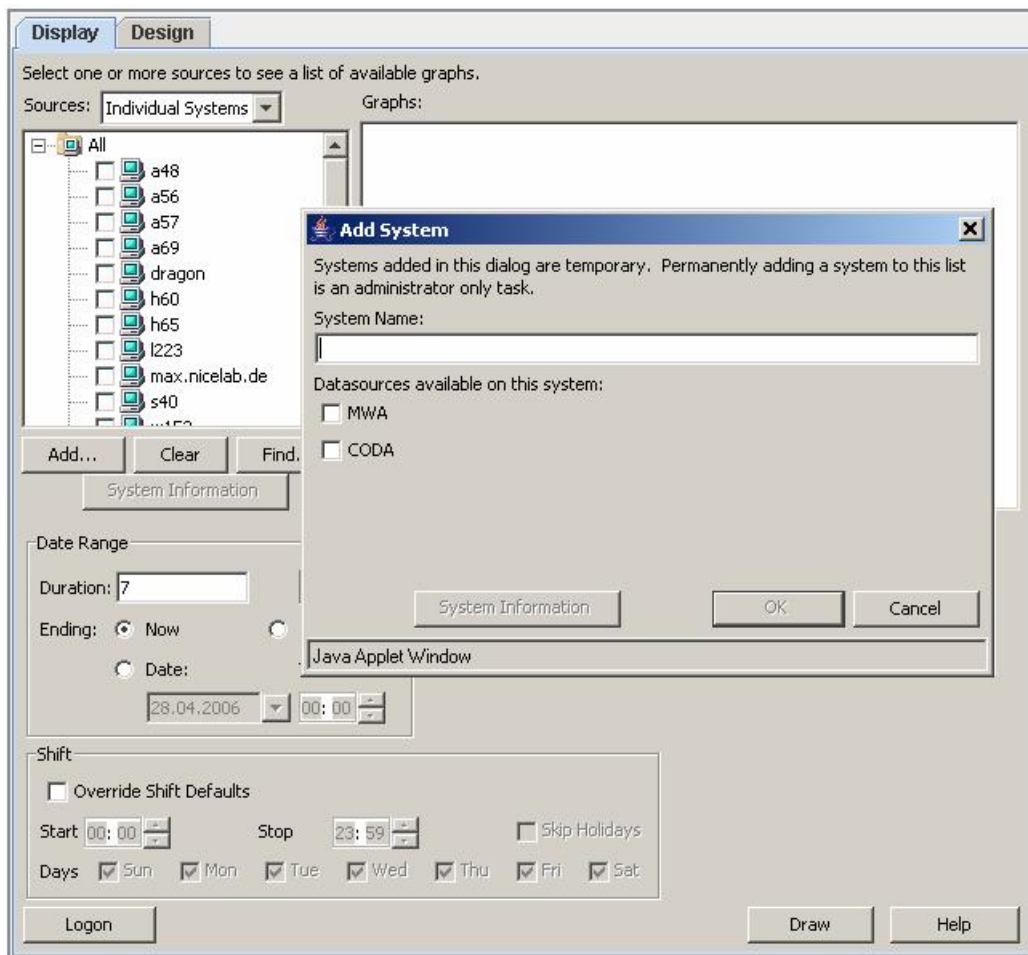 Display Design
Select one or more sources to see a list of available graphs.
Sources: Individual Systems Graphs:
All
a48
a56
a57
a69
dragon
h60
h65
l223
max.nicelab.de
s40
Add... Clear Find.
System Information
Add System
Systems added in this dialog are temporary. Permanently adding a system to this list
is an administrator only task.
System Name:
Datasources available on this system:
MWA
CODA
System Information OK Cancel
Java Applet Window
Date Range
Duration: 7
Ending: Now
Date:
28.04.2006 00: 00
Shift
Override Shift Defaults
Start 00: 00 Stop 23: 59 Skip Holidays
Days Sun Mon Tue Wed Thu Fri Sat
Logon Draw Help